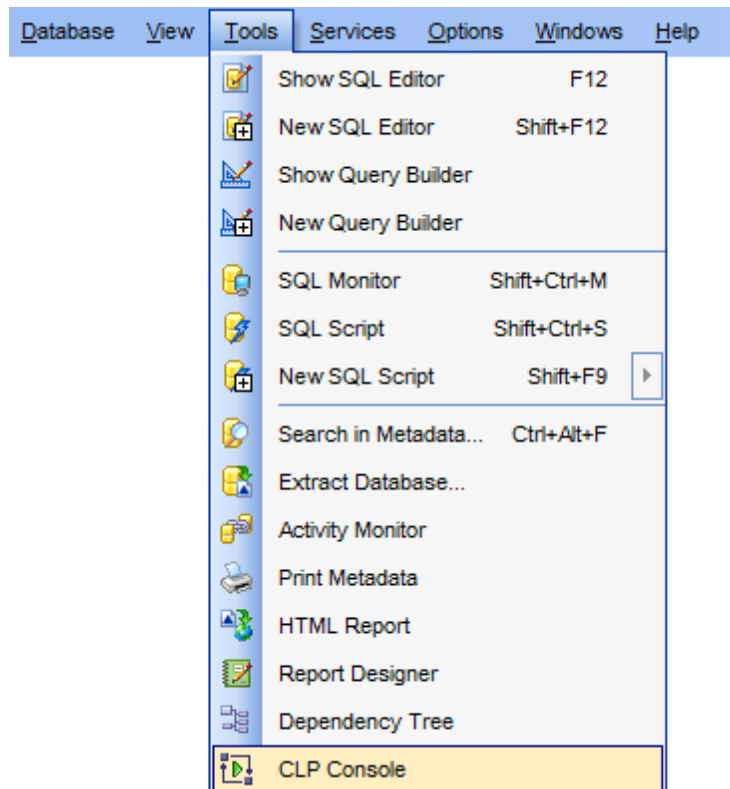 Database View Tools Services Options Windows Help
Show SQL Editor F12
New SQL Editor Shift+F12
Show Query Builder
New Query Builder
SQL Monitor Shift+Ctrl+M
SQL Script Shift+Ctrl+S
New SQL Script Shift+F9
Search in Metadata... Ctrl+Alt+F
Extract Database...
Activity Monitor
Print Metadata
HTML Report
Report Designer
Dependency Tree
CLP Console